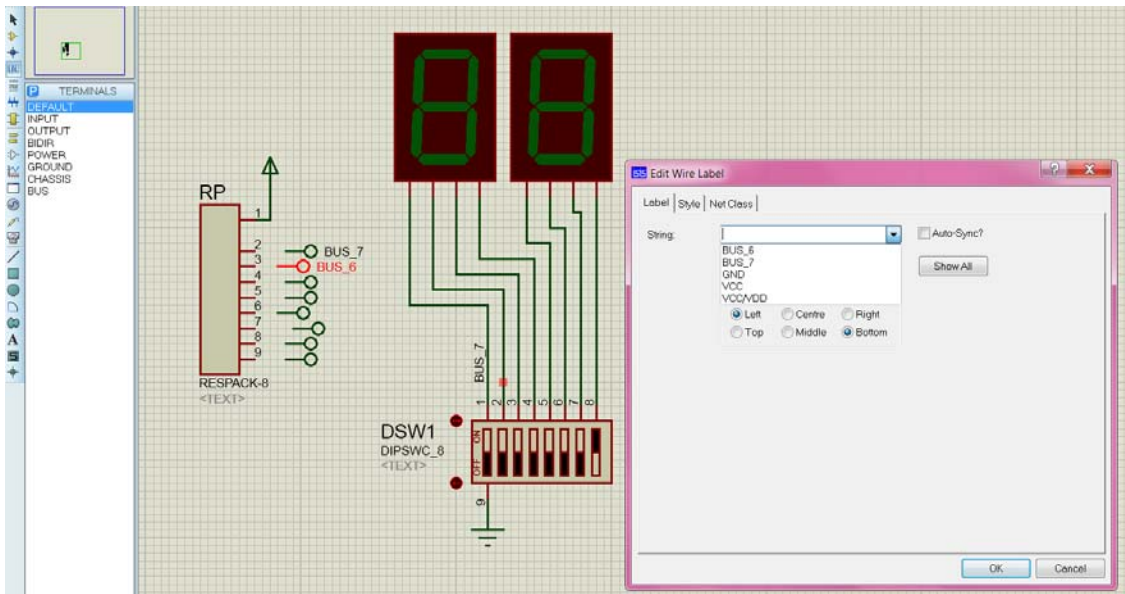 LBL
P TERMINALS
DEFAULT
INPUT
OUTPUT
BIDIR
POWER
GROUND
CHASSIS
BUS
A
S
RP
1
2
3
4
5
6
7
8
9
BUS_7
BUS_6
RESPACK-8
<TEXT>
BUS_7
1
2
3
4
5
6
7
8
DSW1
DIPSWC_8
<TEXT>
ON
OFF
9
ISIS Edit Wire Label
? X
Label Style Net Class
String:
Auto-Sync?
BUS_6
BUS_7
GND
VCC
VCC/VDD
Show All
Left Centre Right
Top Middle Bottom
OK Cancel